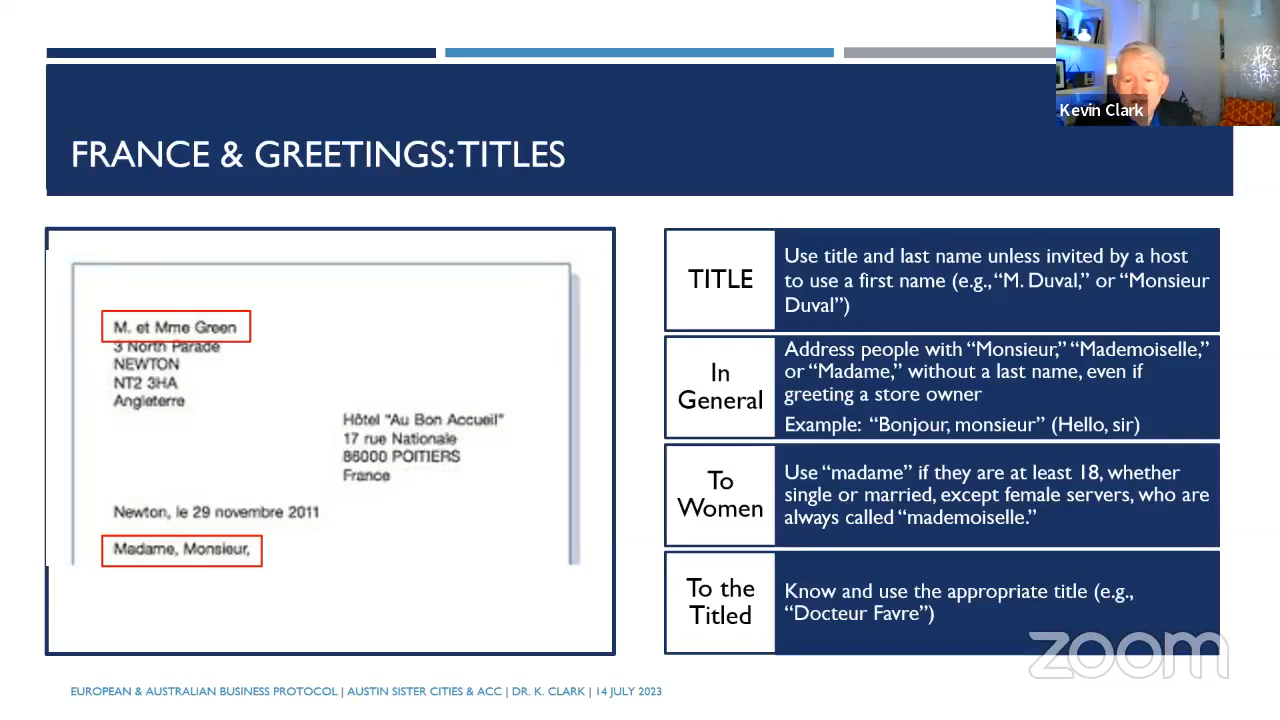 Kevin Clark
FRANCE & GREETINGS: TITLES
M. et Mme Green
3 North Parade
NEWTON
NT2 3HA
Angleterre
Hôtel "Au Bon Accueil"
17 rue Nationale
86000 POITIERS
France
Newton, le 29 novembre 2011
Madame, Monsieur,
TITLE
Use title and last name unless invited by a host
to use a first name (e.g., “M. Duval,” or “Monsieur
Duval”)
In
General
Address people with “Monsieur,” “Mademoiselle,”
or “Madame,” without a last name, even if
greeting a store owner
Example: “Bonjour, monsieur” (Hello, sir)
To
Women
Use “madame” if they are at least 18, whether
single or married, except female servers, who are
always called “mademoiselle.”
To the
Titled
Know and use the appropriate title (e.g.,
“Docteur Favre”)
zoom
EUROPEAN & AUSTRALIAN BUSINESS PROTOCOL | AUSTIN SISTER CITIES & ACC | DR. K. CLARK | 14 JULY 2023